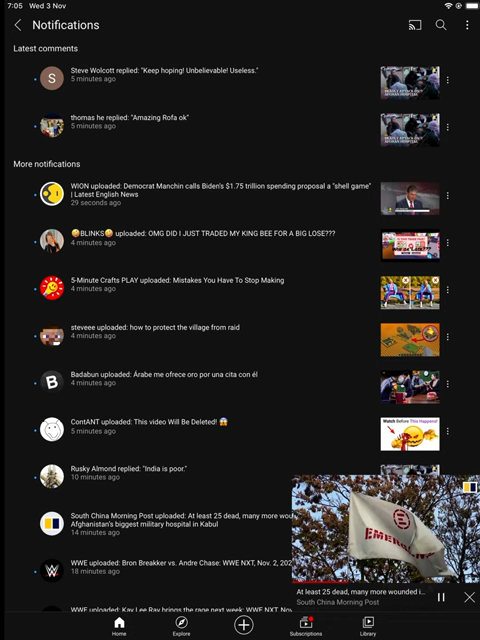 7:05 Wed 3 Nov
Notifications
Latest comments
S
Steve Wolcott replied: "Keep hoping! Unbelievable! Useless."
5 minutes ago
thomas he replied: "Amazing Rofa ok"
5 minutes ago
More notifications
WION uploaded: Democrat Manchin calls Biden's $1.75 trillion spending proposal a "shell game"
| Latest English News
29 seconds ago
🤣BLINKS🤣 uploaded: OMG DID I JUST TRADED MY KING BEE FOR A BIG LOSE???
4 minutes ago
5-Minute Crafts PLAY uploaded: Mistakes You Have To Stop Making
4 minutes ago
steveee uploaded: how to protect the village from raid
4 minutes ago
B
Badabun uploaded: Árabe me ofrece oro por una cita con él
4 minutes ago
ContANT uploaded: This video Will Be Deleted! 😱
5 minutes ago
Watch Before This Happens!
Rusky Almond replied: "India is poor."
10 minutes ago
South China Morning Post uploaded: At least 25 dead, many more wou
Afghanistan's biggest military hospital in Kabul
14 minutes ago
EMERGENCY
W
WWE uploaded: Bron Breakker vs. Andre Chase: WWE NXT, Nov. 2, 202
18 minutes ago
At least 25 dead, many more wounded i...
South China Morning Post
WWE uploaded: Kay Lee Ray brings the rage next week: WWE NXT, Nov.
Home
Explore
Subscriptions
Library